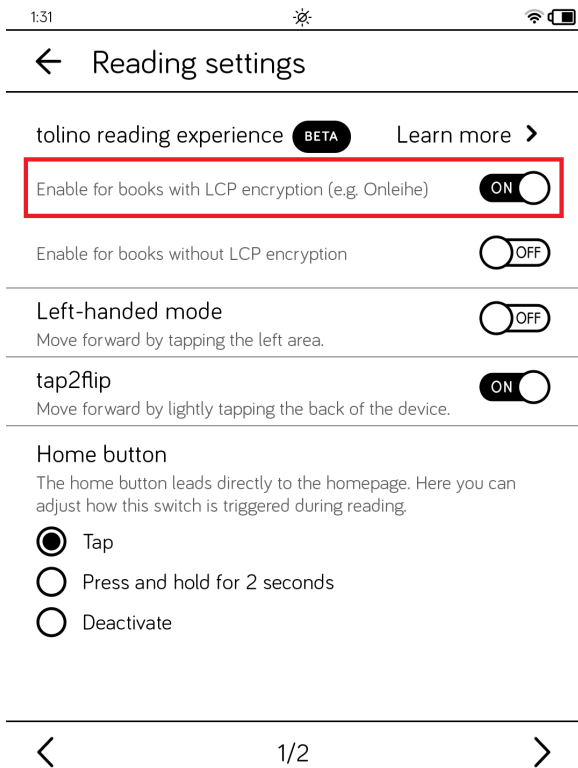 1:31
Reading settings
tolino reading experience BETA Learn more
Enable for books with LCP encryption (e.g. Onleihe) ON
Enable for books without LCP encryption OFF
Left-handed mode OFF
Move forward by tapping the left area.
tap2flip ON
Move forward by lightly tapping the back of the device.
Home button
The home button leads directly to the homepage. Here you can
adjust how this switch is triggered during reading.
Tap
Press and hold for 2 seconds
Deactivate
1/2